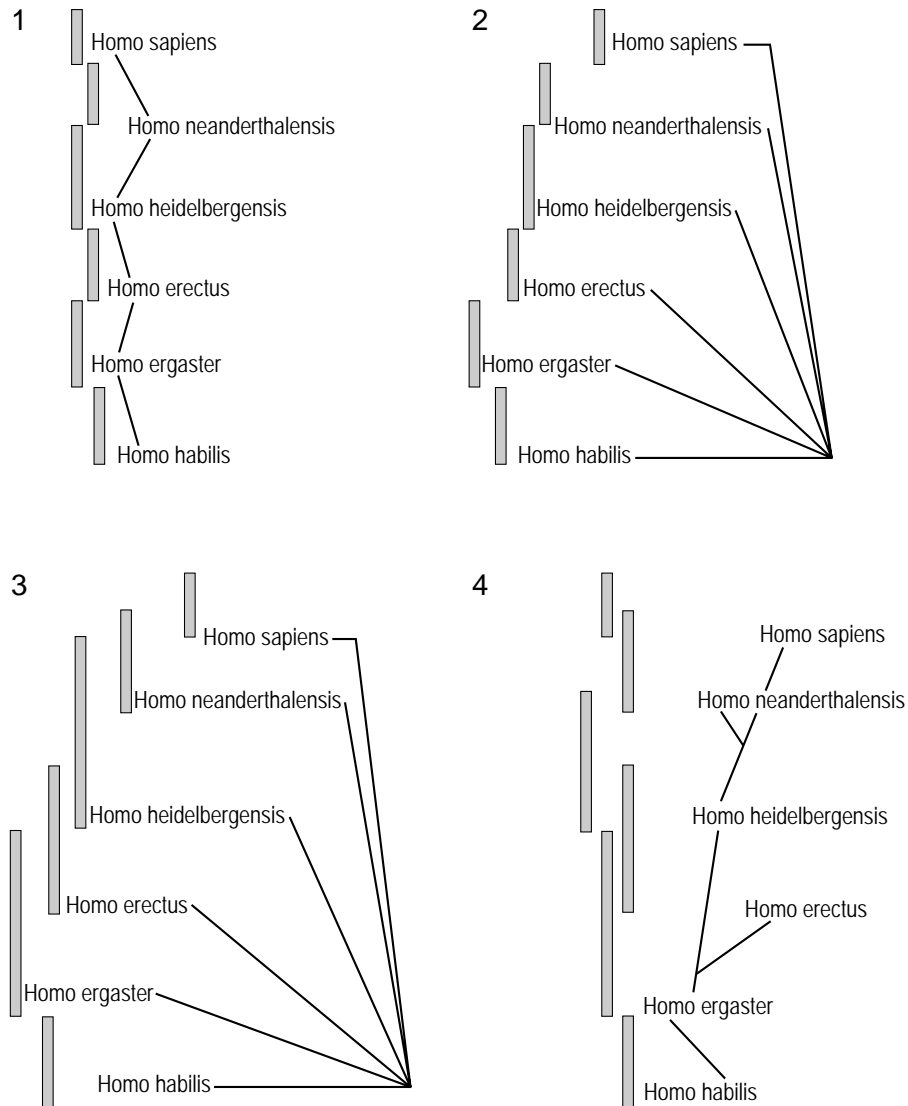 1
Homo sapiens
Homo neanderthalensis
Homo heidelbergensis
Homo erectus
Homo ergaster
Homo habilis
2
Homo sapiens
Homo neanderthalensis
Homo heidelbergensis
Homo erectus
Homo ergaster
Homo habilis
3
Homo sapiens
Homo neanderthalensis
Homo heidelbergensis
Homo erectus
Homo ergaster
Homo habilis
4
Homo sapiens
Homo neanderthalensis
Homo heidelbergensis
Homo erectus
Homo ergaster
Homo habilis